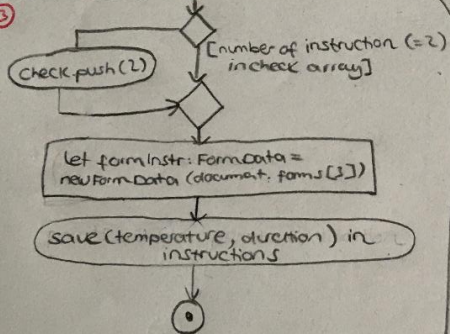 3
[number of instruction (=2)
in check array]
check.push(2)
let formInstr: FormData =
new FormData (document.forms[3])
save (temperature, duration) in
instructions